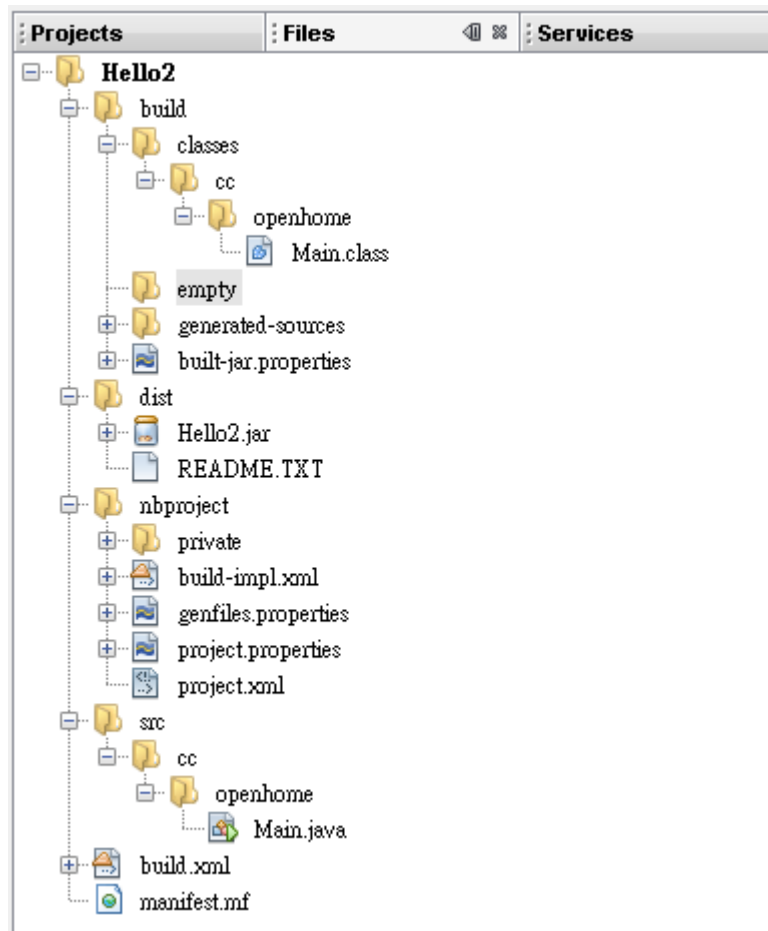 Projects Files Services
Hello2
build
classes
cc
openhome
Main.class
empty
generated-sources
built-jar.properties
dist
Hello2.jar
README.TXT
nbproject
private
build-impl.xml
genfiles.properties
project.properties
project.xml
src
cc
openhome
Main.java
build.xml
manifest.mf